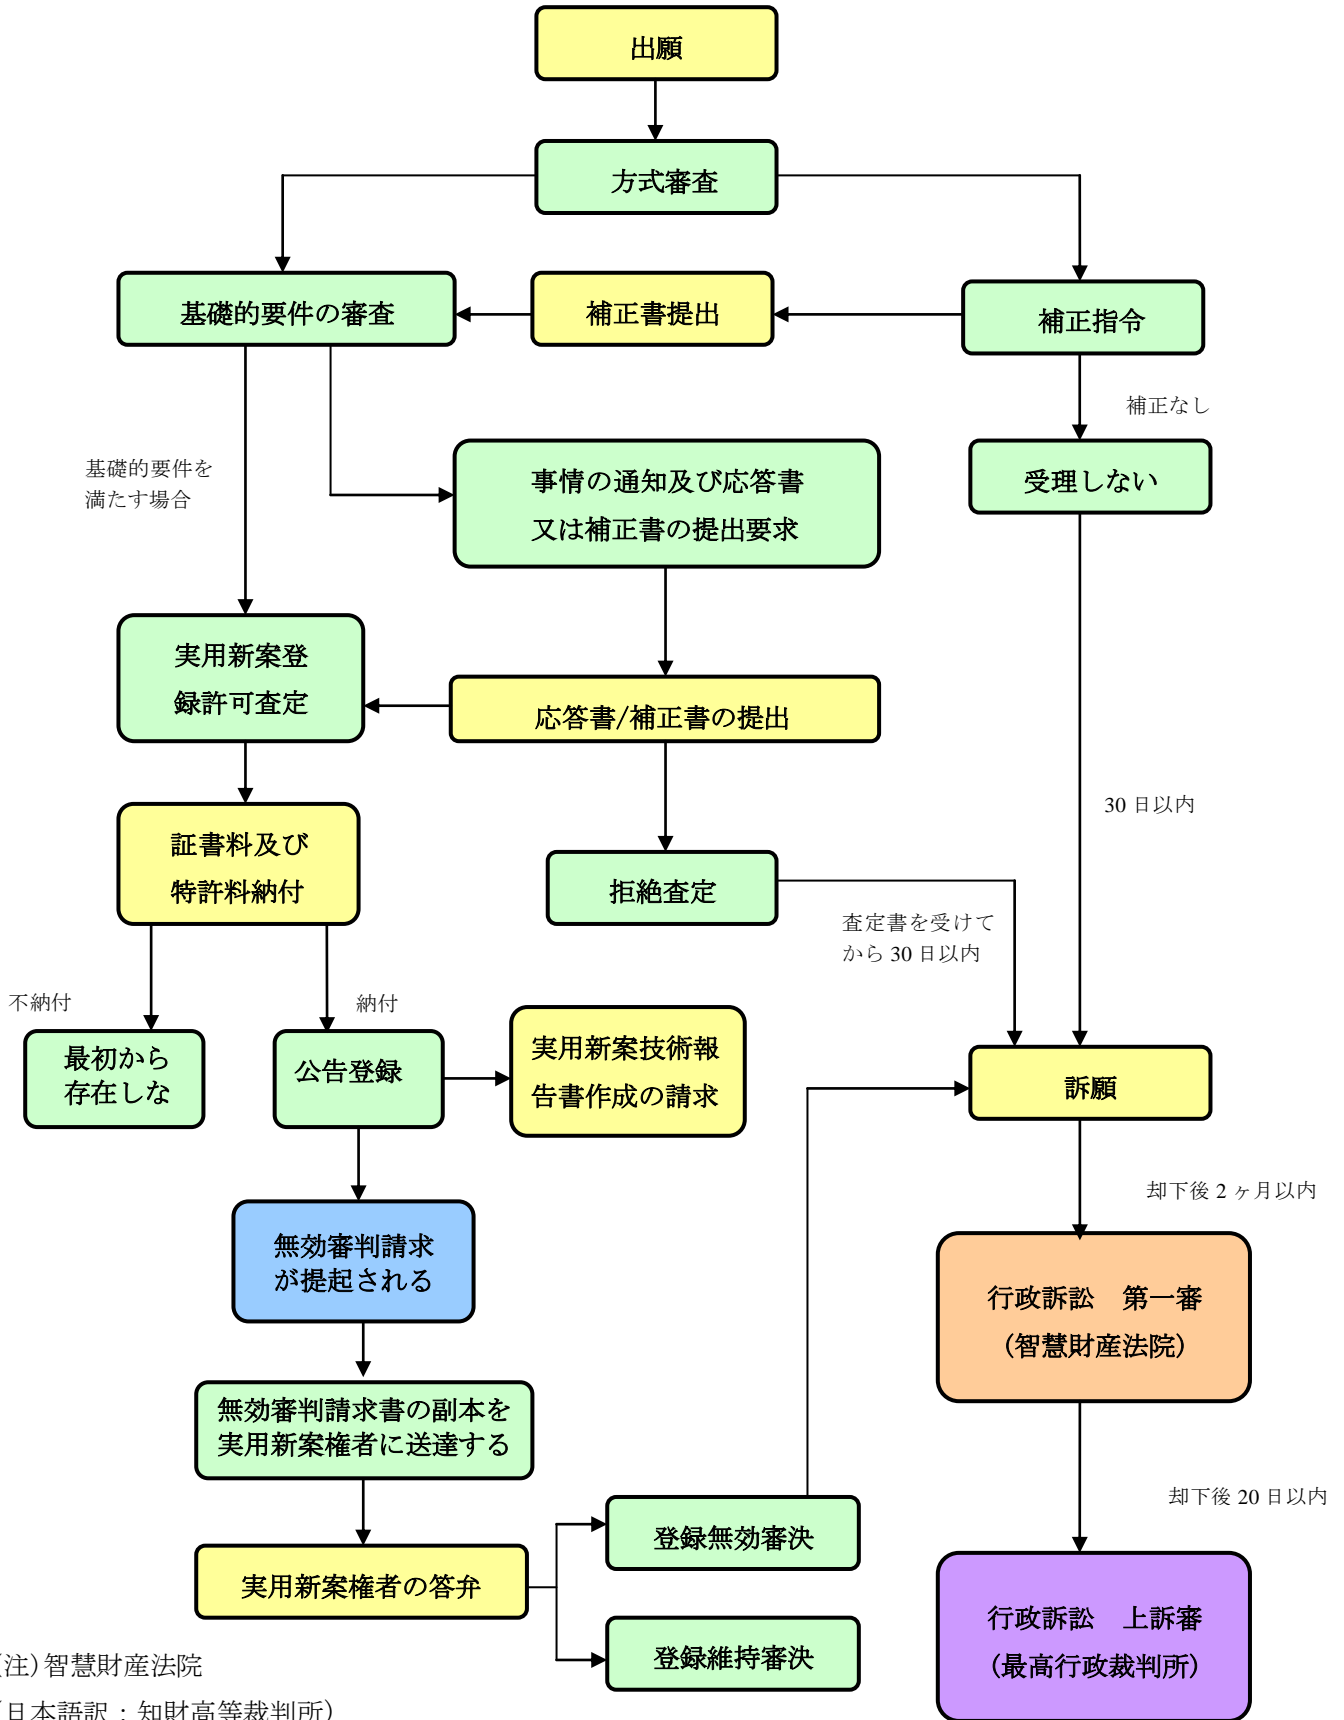 出願
方式審査
基礎的要件の審査
補正書提出
補正指令
補正なし
基礎的要件を
満たす場合
事情の通知及び応答書
又は補正書の提出要求
受理しない
実用新案登
録許可査定
応答書/補正書の提出
30 日以内
証書料及び
特許料納付
拒絶査定
査定書を受けて
から 30 日以内
不納付
納付
最初から
存在しな
公告登録
実用新案技術報
告書作成の請求
訴願
却下後 2 ヶ月以内
無効審判請求
が提起される
行政訴訟　第一審
（智慧財産法院）
無効審判請求書の副本を
実用新案権者に送達する
却下後 20 日以内
登録無効審決
実用新案権者の答弁
行政訴訟　上訴審
（最高行政裁判所）
登録維持審決
(注)智慧財産法院
（日本語訳：知財高等裁判所）